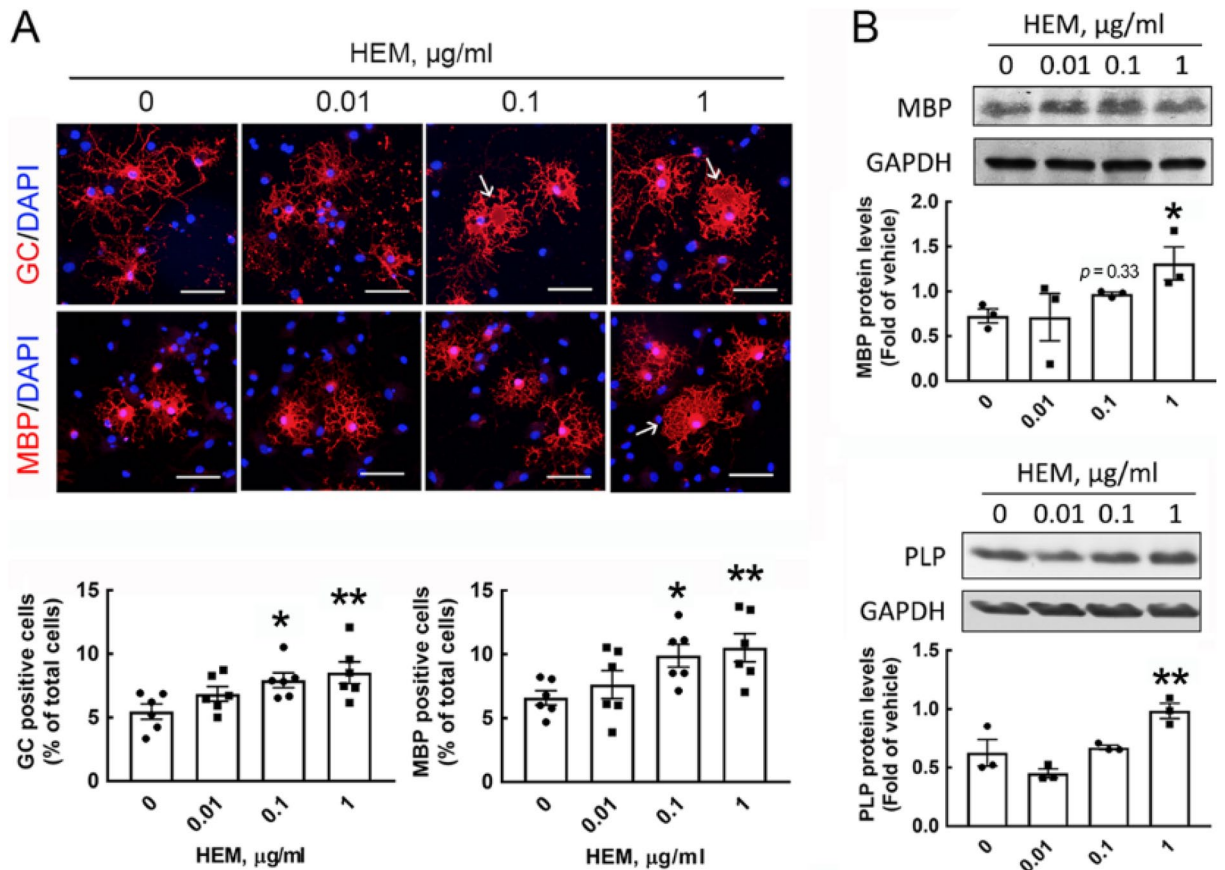 A
HEM, µg/ml
0 0.01 0.1 1
GC/DAPI
MBP/DAPI
GC positive cells
(% of total cells)
15
10
5
0
* **
0 0.01 0.1 1
HEM, µg/ml
MBP positive cells
(% of total cells)
15
10
5
0
* **
0 0.01 0.1 1
HEM, µg/ml
B
HEM, µg/ml
0 0.01 0.1 1
MBP
GAPDH
MBP protein levels
(Fold of vehicle)
2.0
1.5
1.0
0.5
0.0
p = 0.33
*
0 0.01 0.1 1
HEM, µg/ml
0 0.01 0.1 1
PLP
GAPDH
PLP protein levels
(Fold of vehicle)
1.5
1.0
0.5
0.0
**
0 0.01 0.1 1